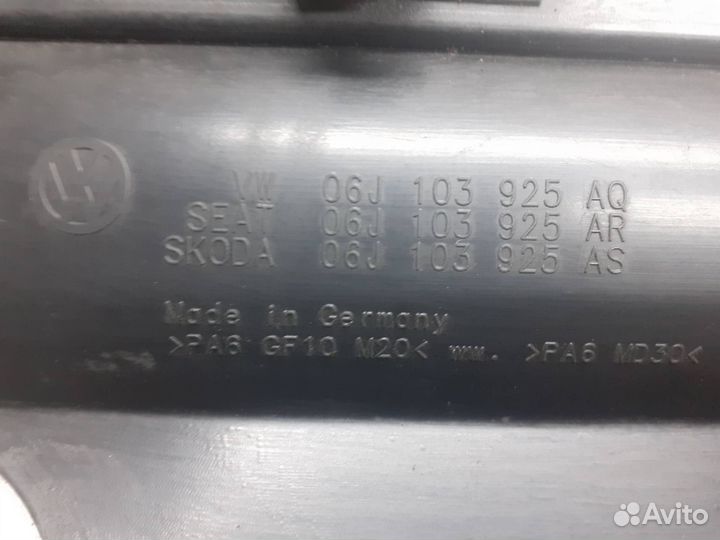 VW 06J 103 925 AQ
SEAT 06J 103 925 AR
SKODA 06J 103 925 AS
Made in Germany
>PA6 GF10 M20< ww. >PA6 MD30<
Avito